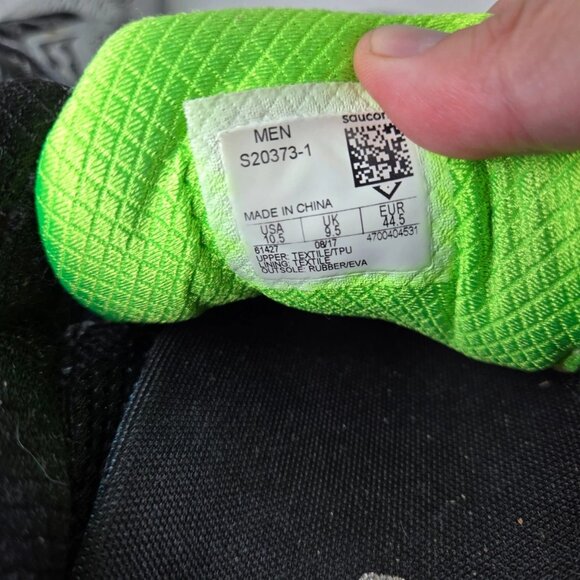 saucon
MEN
S20373-1
MADE IN CHINA
USA UK EUR
10.5 9.5 44.5
61427 08/17 4700404531
UPPER: TEXTILE/TPU
LINING: TEXTILE
OUTSOLE: RUBBER/EVA